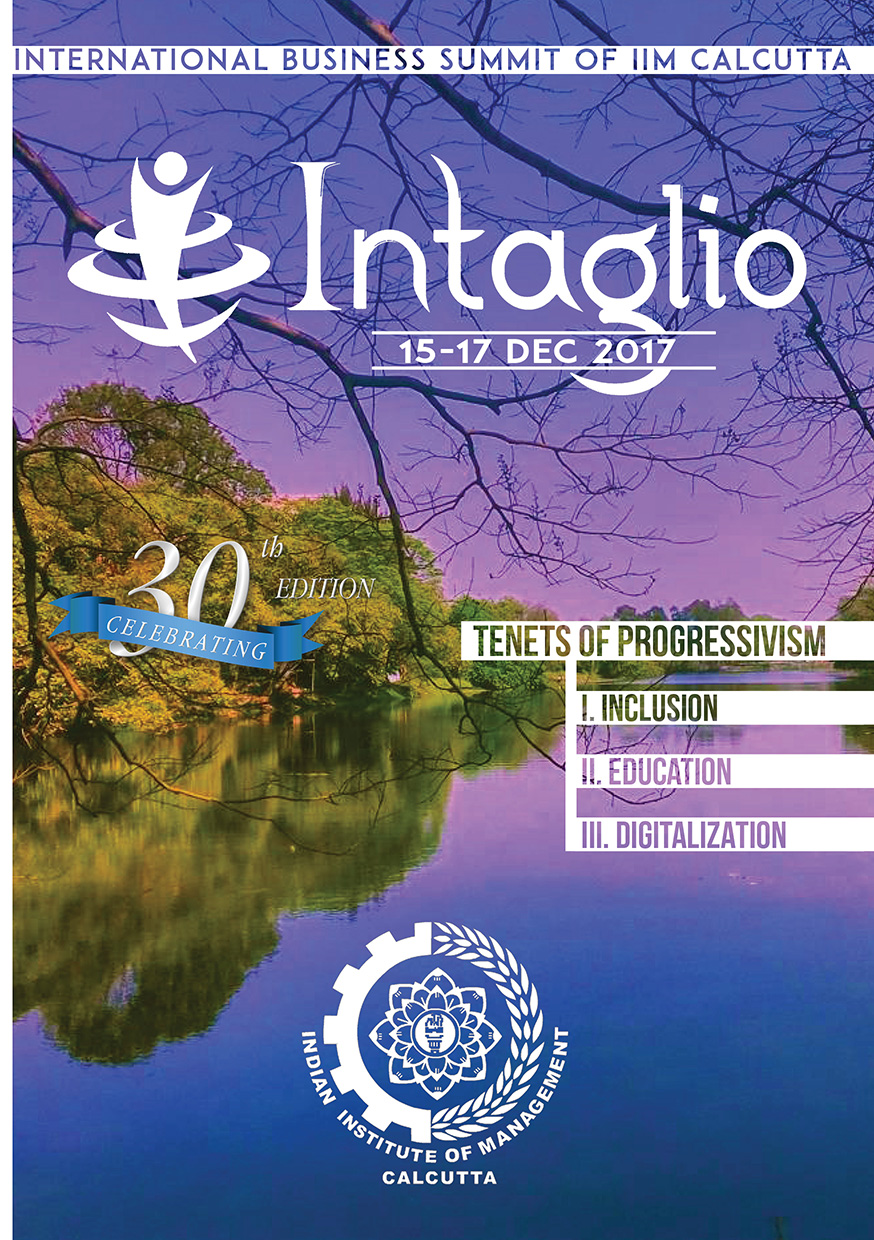 INTERNATIONAL BUSINESS SUMMIT OF IIM CALCUTTA
Intaglio
15-17 DEC 2017
30th
EDITION
CELEBRATING
TENETS OF PROGRESSIVISM
I. INCLUSION
II. EDUCATION
III. DIGITALIZATION
INDIAN INSTITUTE OF MANAGEMENT
CALCUTTA